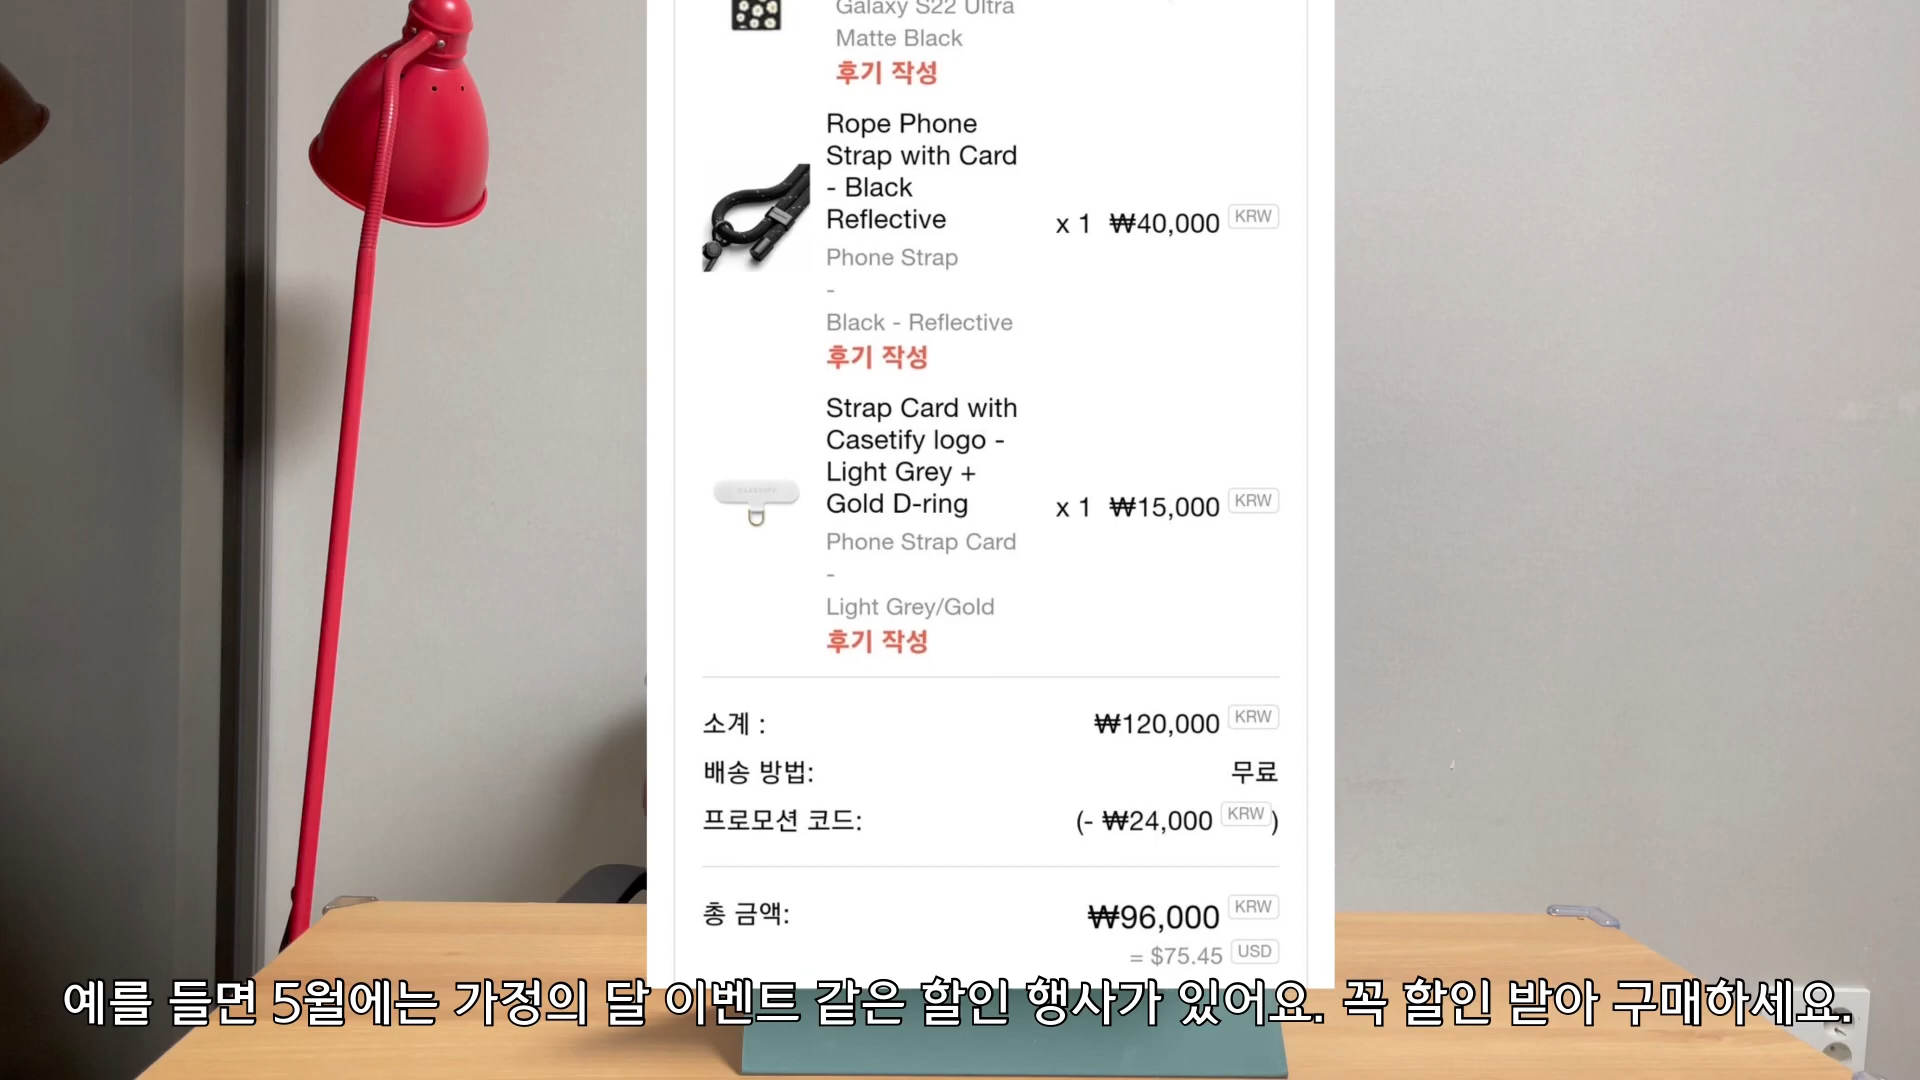 Galaxy S22 Ultra
Matte Black
후기 작성
Rope Phone
Strap with Card
- Black
Reflective
x 1 ₩40,000 KRW
Phone Strap
-
Black - Reflective
후기 작성
Strap Card with
Casetify logo -
Light Grey +
Gold D-ring
x 1 ₩15,000 KRW
Phone Strap Card
-
Light Grey/Gold
후기 작성
소계 : ₩120,000 KRW
배송 방법: 무료
프로모션 코드: (- ₩24,000 KRW)
총 금액: ₩96,000 KRW
= $75.45 USD
예를 들면 5월에는 가정의 달 이벤트 같은 할인 행사가 있어요. 꼭 할인 받아 구매하세요.